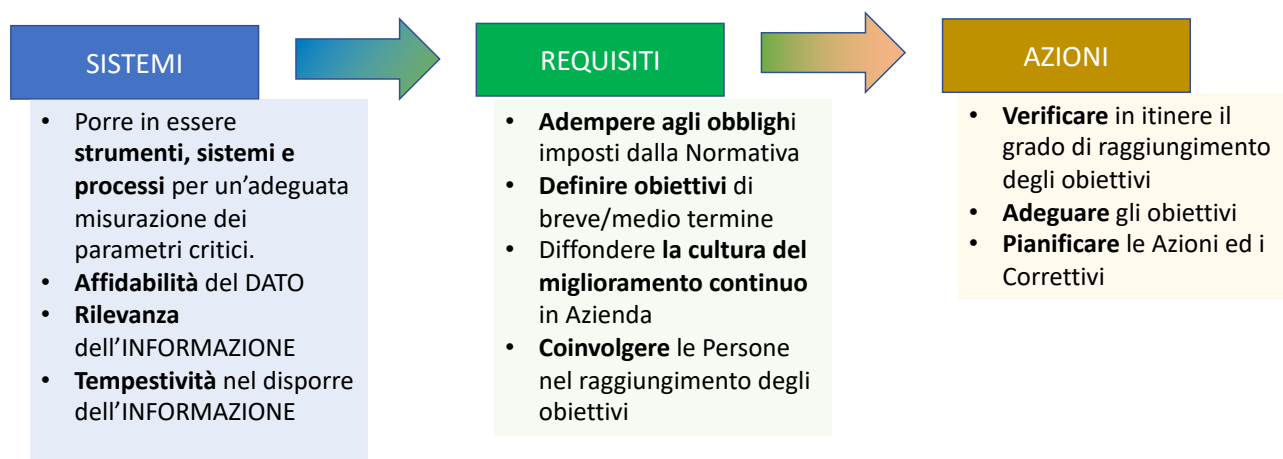 SISTEMI
• Porre in essere
strumenti, sistemi e
processi per un'adeguata
misurazione dei
parametri critici.
• Affidabilità del DATO
• Rilevanza
dell'INFORMAZIONE
• Tempestività nel disporre
dell'INFORMAZIONE
REQUISITI
• Adempere agli obblighi
imposti dalla Normativa
• Definire obiettivi di
breve/medio termine
• Diffondere la cultura del
miglioramento continuo
in Azienda
• Coinvolgere le Persone
nel raggiungimento degli
obiettivi
AZIONI
• Verificare in itinere il
grado di raggiungimento
degli obiettivi
• Adeguare gli obiettivi
• Pianificare le Azioni ed i
Correttivi